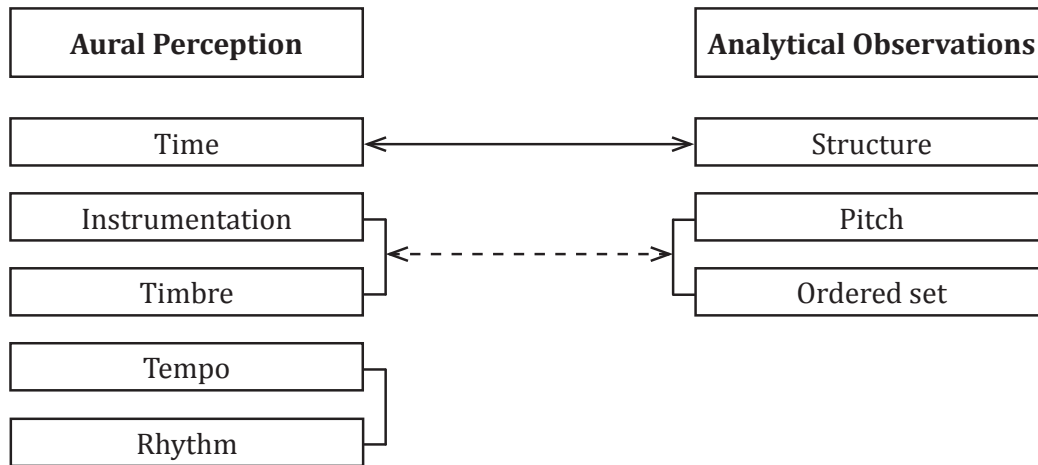 Aural Perception
Analytical Observations
Time
Structure
Instrumentation
Pitch
Timbre
Ordered set
Tempo
Rhythm